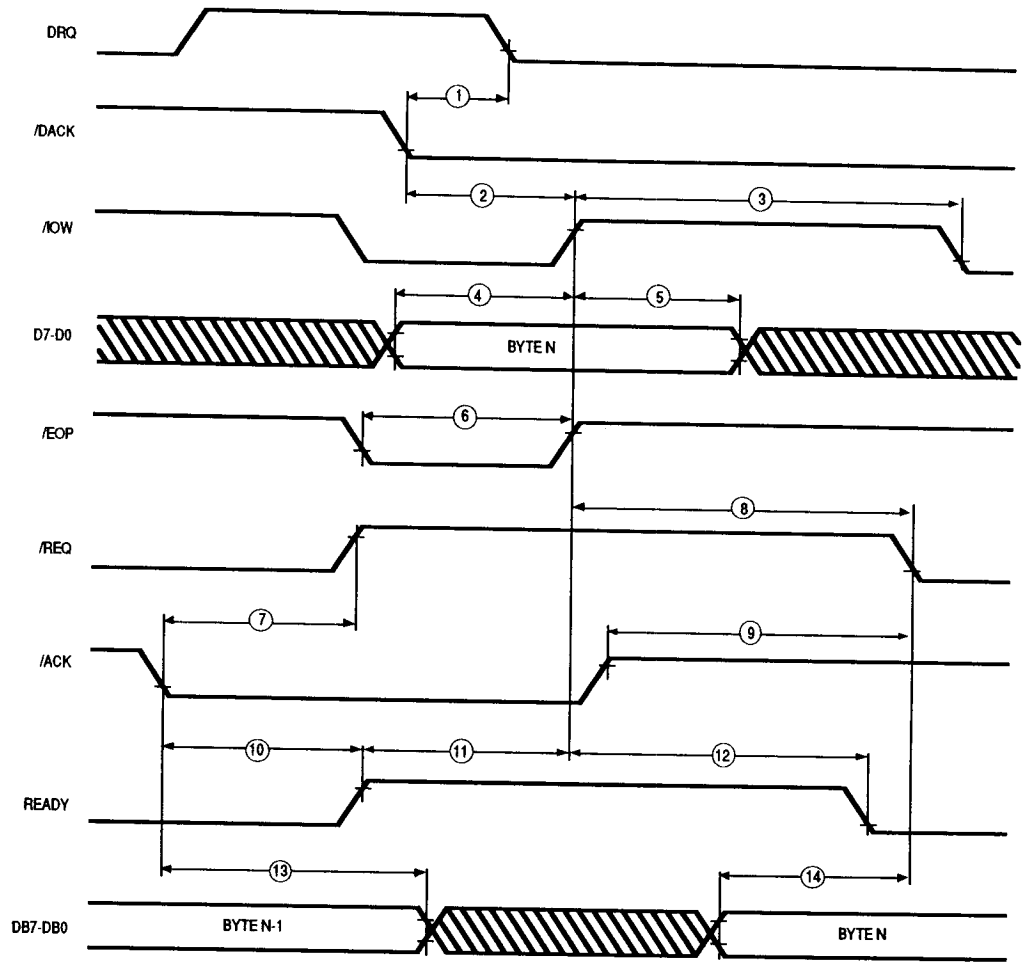 DRQ
1
/DACK
2
3
/IOW
4
5
D7-D0
BYTE N
/EOP
6
8
/REQ
7
9
/ACK
10
11
12
READY
13
14
DB7-DB0
BYTE N-1
BYTE N